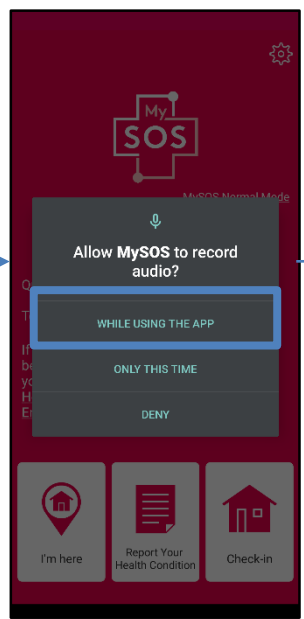 My
SOS
MySOS Normal Mode
Allow MySOS to record
audio?
WHILE USING THE APP
ONLY THIS TIME
DENY
I'm here
Report Your
Health Condition
Check-in